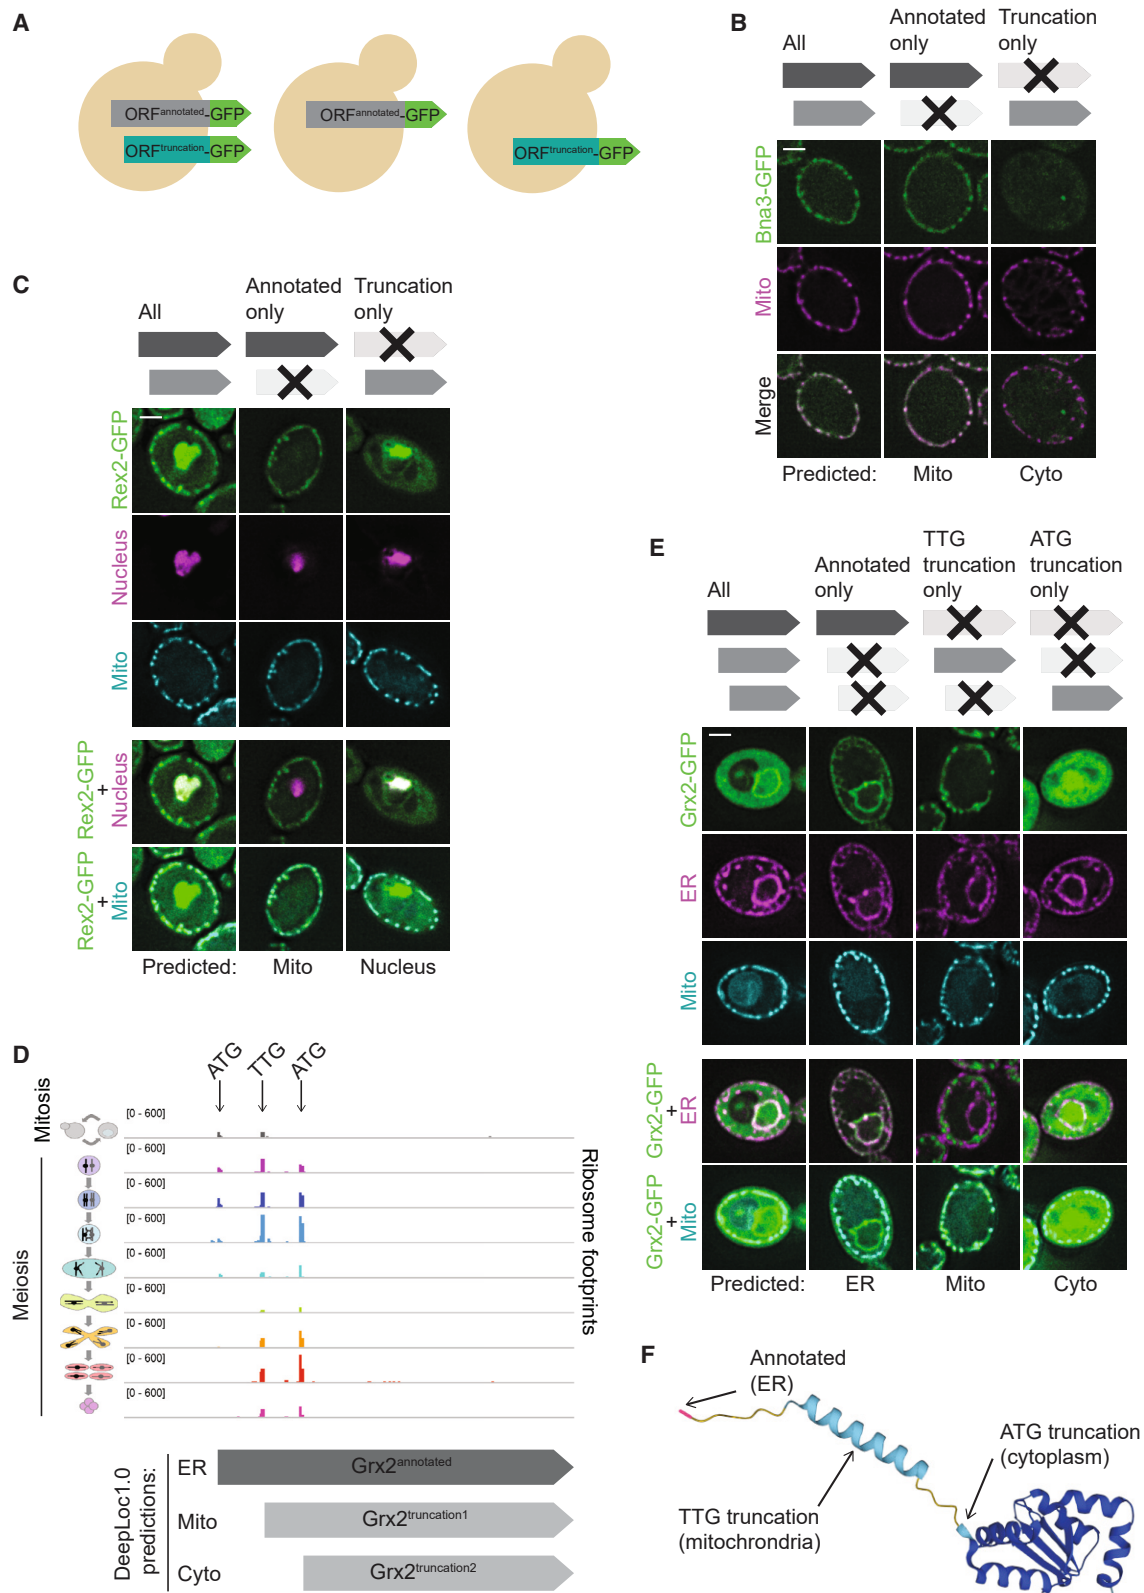 A
ORFannotated-GFP
ORFtruncation-GFP
ORFannotated-GFP
ORFtruncation-GFP
B
All
Annotated only
Truncation only
Bna3-GFP
Mito
Merge
Predicted:
Mito
Cyto
C
All
Annotated only
Truncation only
Rex2-GFP
Nucleus
Mito
Rex2-GFP + Nucleus
Rex2-GFP + Mito
Predicted:
Mito
Nucleus
D
ATG
TTG
ATG
Mitosis
Meiosis
[0 - 600]
[0 - 600]
[0 - 600]
[0 - 600]
[0 - 600]
[0 - 600]
[0 - 600]
[0 - 600]
[0 - 600]
Ribosome footprints
DeepLoc1.0 predictions:
ER
Grx2annotated
Mito
Grx2truncation1
Cyto
Grx2truncation2
E
All
Annotated only
TTG truncation only
ATG truncation only
Grx2-GFP
ER
Mito
Grx2-GFP + ER
Grx2-GFP + Mito
Predicted:
ER
Mito
Cyto
F
Annotated (ER)
ATG truncation (cytoplasm)
TTG truncation (mitochrondria)